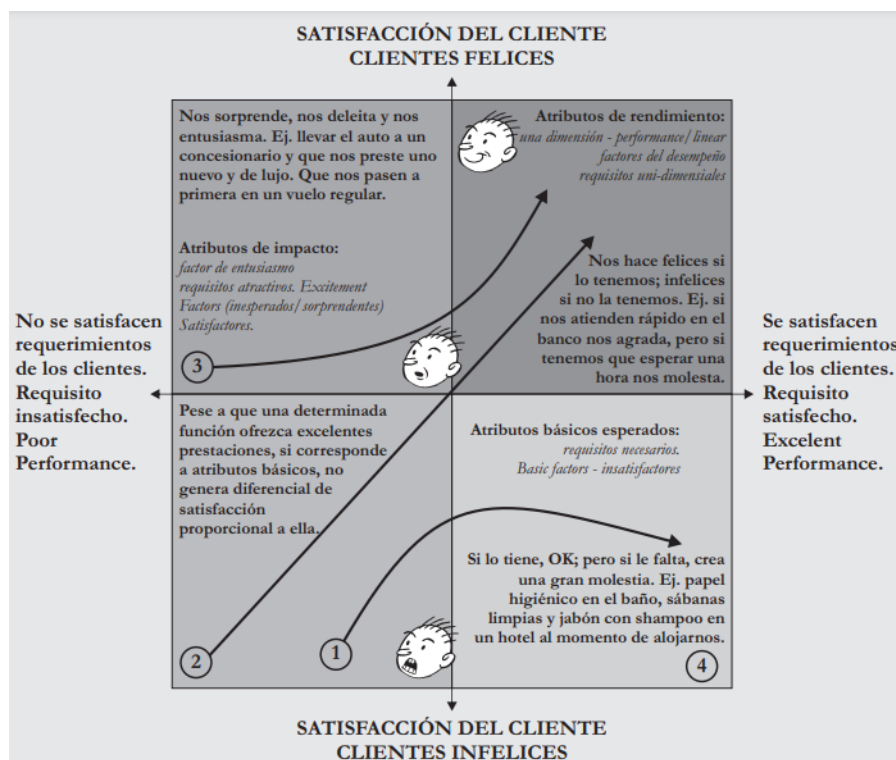 SATISFACCIÓN DEL CLIENTE
CLIENTES FELICES
Nos sorprende, nos deleita y nos
entusiasma. Ej. llevar el auto a un
concesionario y que nos preste uno
nuevo y de lujo. Que nos pasen a
primera en un vuelo regular.
Atributos de impacto:
factor de entusiasmo
requisitos atractivos. Excitement
Factors (inesperados/ sorprendentes)
Satisfactores.
3
Atributos de rendimiento:
una dimensión - performance/ linear
factores del desempeño
requisitos uni-dimensiales
Nos hace felices si
lo tenemos; infelices
si no la tenemos. Ej. si
nos atienden rápido en el
banco nos agrada, pero si
tenemos que esperar una
hora nos molesta.
No se satisfacen
requerimientos
de los clientes.
Requisito
insatisfecho.
Poor
Performance.
Se satisfacen
requerimientos
de los clientes.
Requisito
satisfecho.
Excelent
Performance.
Pese a que una determinada
función ofrezca excelentes
prestaciones, si corresponde
a atributos básicos, no
genera diferencial de
satisfacción
proporcional a ella.
2
1
Atributos básicos esperados:
requisitos necesarios.
Basic factors - insatisfactores
Si lo tiene, OK; pero si le falta, crea
una gran molestia. Ej. papel
higiénico en el baño, sábanas
limpias y jabón con shampoo en
un hotel al momento de alojarnos.
4
SATISFACCIÓN DEL CLIENTE
CLIENTES INFELICES